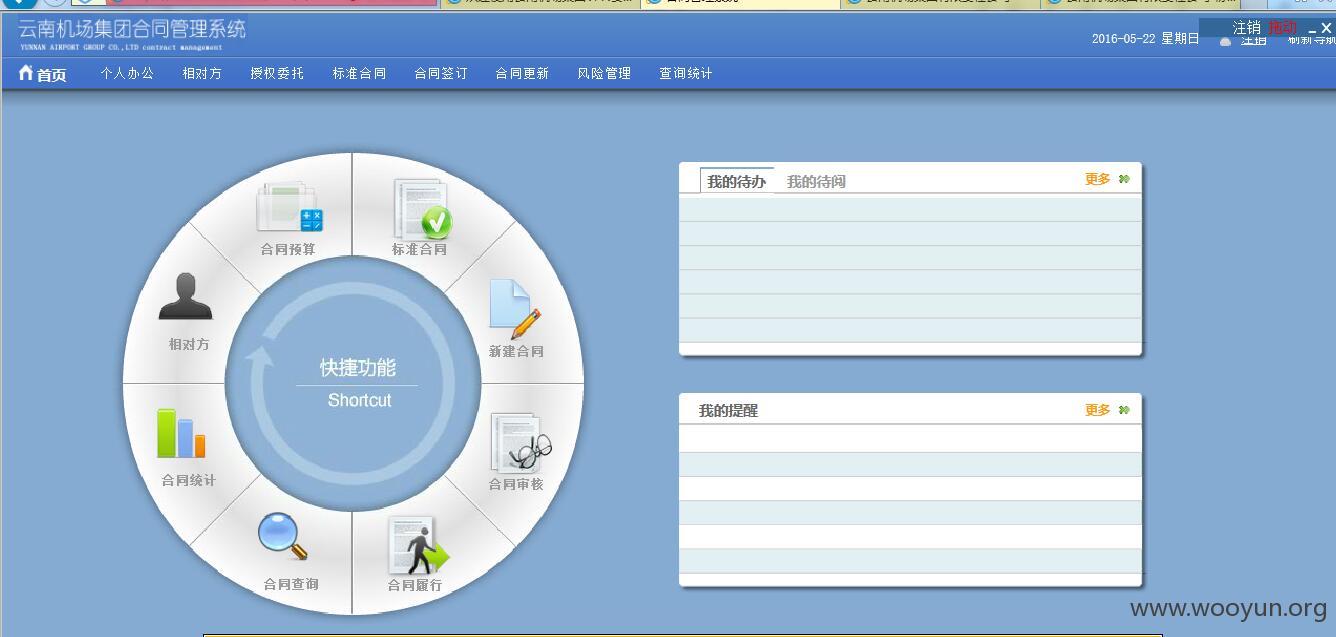 云南机场集团合同管理系统
YUNNAN AIRPORT GROUP CO.,LTD contract management
2016-05-22 星期日
注销 拖动
注销
刷新导航
首页 个人办公 相对方 授权委托 标准合同 合同签订 合同更新 风险管理 查询统计
合同预算
标准合同
相对方
新建合同
快捷功能
Shortcut
合同统计
合同审核
合同查询
合同履行
我的待办 我的待阅 更多
我的提醒 更多
www.wooyun.org